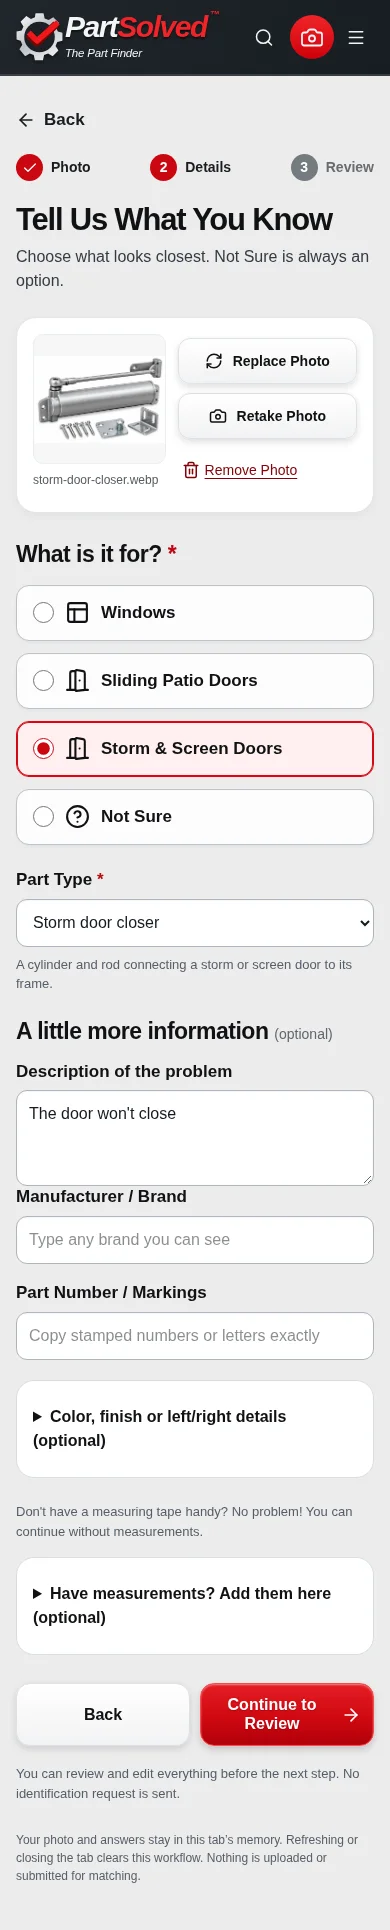 PartSolved™
The Part Finder
Back
Photo
2 Details
3 Review
Tell Us What You Know
Choose what looks closest. Not Sure is always an
option.
Replace Photo
Retake Photo
storm-door-closer.webp
Remove Photo
What is it for? *
Windows
Sliding Patio Doors
Storm & Screen Doors
Not Sure
Part Type *
Storm door closer
A cylinder and rod connecting a storm or screen door to its
frame.
A little more information (optional)
Description of the problem
The door won't close
Manufacturer / Brand
Type any brand you can see
Part Number / Markings
Copy stamped numbers or letters exactly
Color, finish or left/right details
(optional)
Don't have a measuring tape handy? No problem! You can
continue without measurements.
Have measurements? Add them here
(optional)
Back
Continue to
Review
You can review and edit everything before the next step. No
identification request is sent.
Your photo and answers stay in this tab's memory. Refreshing or
closing the tab clears this workflow. Nothing is uploaded or
submitted for matching.